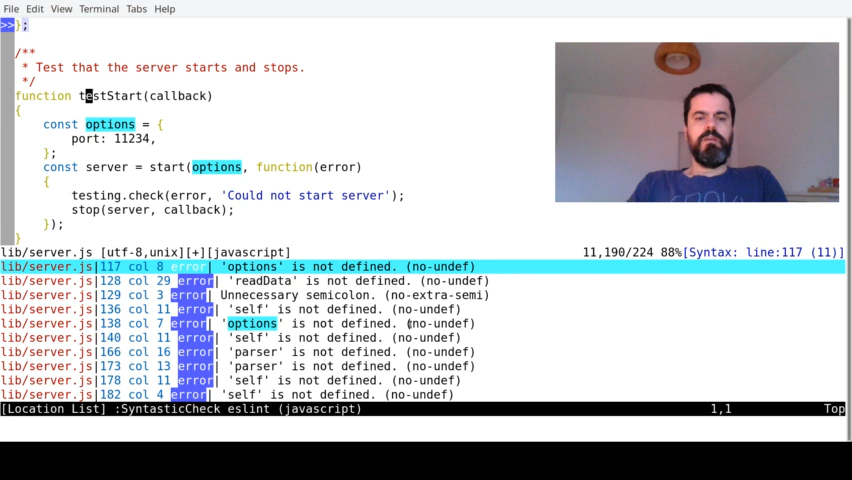 File Edit View Terminal Tabs Help
>>};
/**
 * Test that the server starts and stops.
 */
function testStart(callback)
{
    const options = {
        port: 11234,
    };
    const server = start(options, function(error)
    {
        testing.check(error, 'Could not start server');
        stop(server, callback);
    });
}
lib/server.js [utf-8,unix][+][javascript] 11,190/224 88%[Syntax: line:117 (11)]
lib/server.js|117 col 8 error| 'options' is not defined. (no-undef)
lib/server.js|128 col 29 error| 'readData' is not defined. (no-undef)
lib/server.js|129 col 3 error| Unnecessary semicolon. (no-extra-semi)
lib/server.js|136 col 11 error| 'self' is not defined. (no-undef)
lib/server.js|138 col 7 error| 'options' is not defined. (no-undef)
lib/server.js|140 col 11 error| 'self' is not defined. (no-undef)
lib/server.js|166 col 16 error| 'parser' is not defined. (no-undef)
lib/server.js|173 col 13 error| 'parser' is not defined. (no-undef)
lib/server.js|178 col 11 error| 'self' is not defined. (no-undef)
lib/server.js|182 col 4 error| 'self' is not defined. (no-undef)
[Location List] :SyntasticCheck eslint (javascript) 1,1 Top